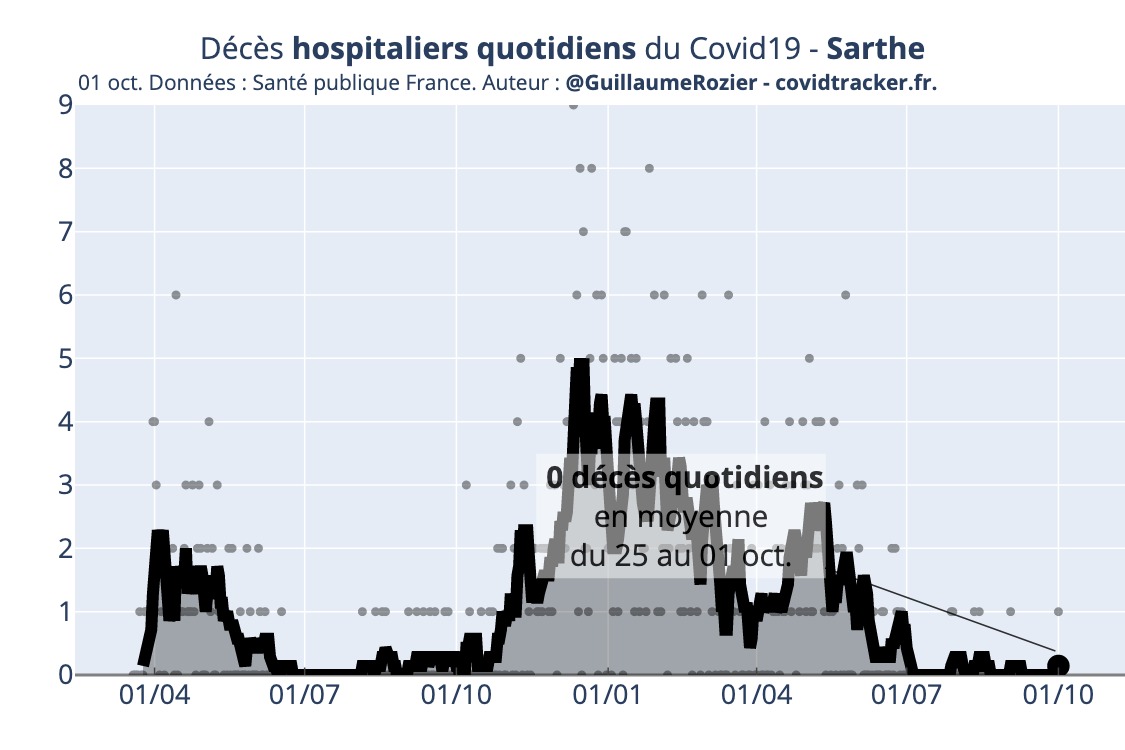 Décès hospitaliers quotidiens du Covid19 - Sarthe
01 oct. Données : Santé publique France. Auteur : @GuillaumeRozier - covidtracker.fr.
9
8
7
6
5
4
3
2
1
0
0 décès quotidiens
en moyenne
du 25 au 01 oct.
01/04 01/07 01/10 01/01 01/04 01/07 01/10